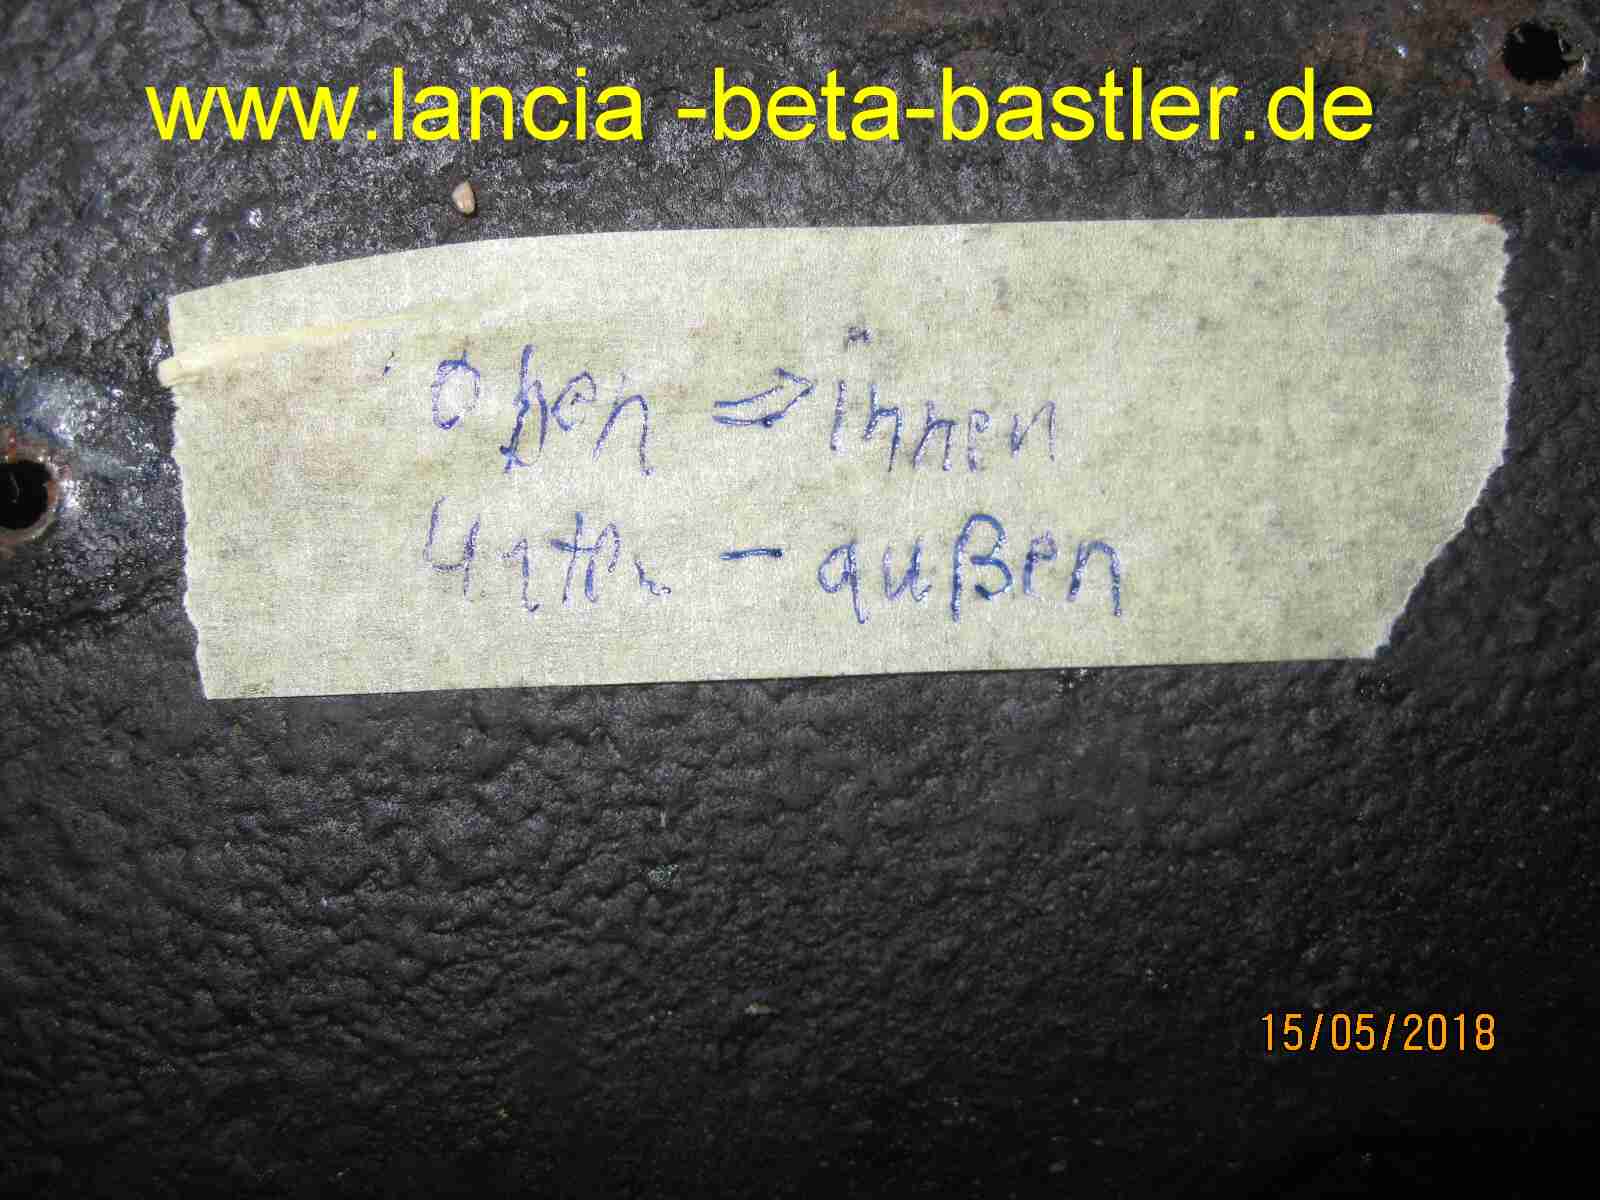 www.lancia -beta-bastler.de
Oben ⇒ innen
Unten - außen
15/05/2018